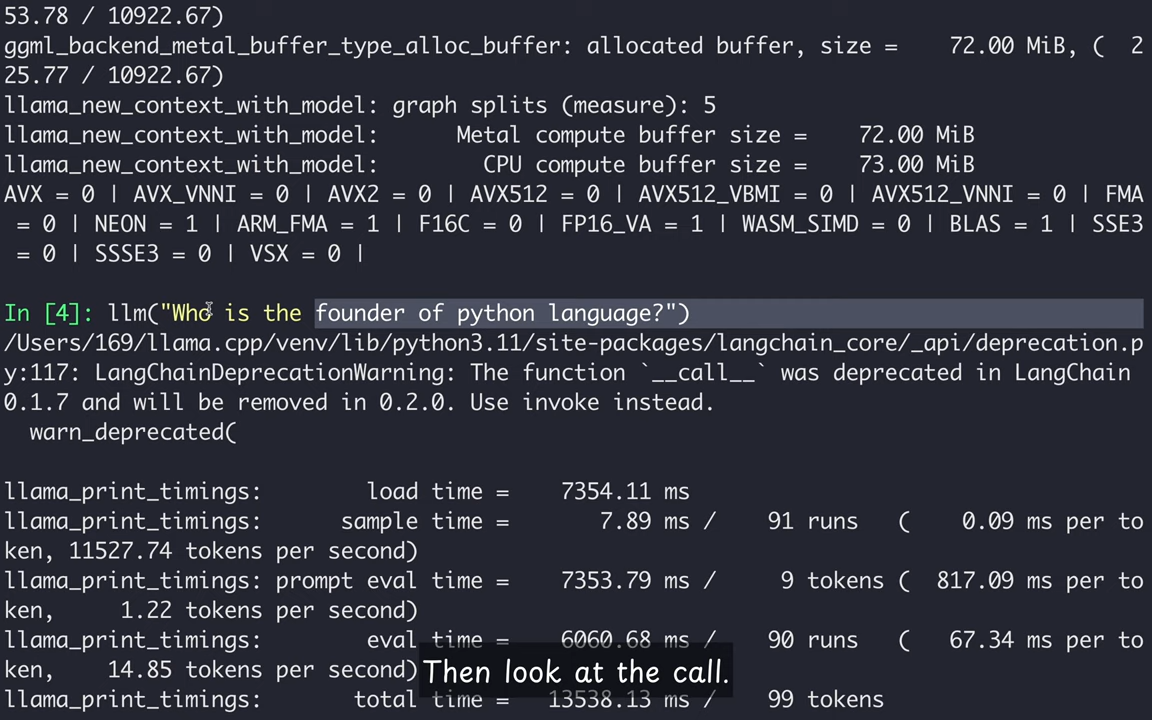 53.78 / 10922.67)
ggml_backend_metal_buffer_type_alloc_buffer: allocated buffer, size =    72.00 MiB, (  2
25.77 / 10922.67)
llama_new_context_with_model: graph splits (measure): 5
llama_new_context_with_model:      Metal compute buffer size =    72.00 MiB
llama_new_context_with_model:        CPU compute buffer size =    73.00 MiB
AVX = 0 | AVX_VNNI = 0 | AVX2 = 0 | AVX512 = 0 | AVX512_VBMI = 0 | AVX512_VNNI = 0 | FMA
 = 0 | NEON = 1 | ARM_FMA = 1 | F16C = 0 | FP16_VA = 1 | WASM_SIMD = 0 | BLAS = 1 | SSE3
 = 0 | SSSE3 = 0 | VSX = 0 |
In [4]: llm("Who is the founder of python language?")
/Users/169/llama.cpp/venv/lib/python3.11/site-packages/langchain_core/_api/deprecation.p
y:117: LangChainDeprecationWarning: The function `__call__` was deprecated in LangChain
0.1.7 and will be removed in 0.2.0. Use invoke instead.
  warn_deprecated(
llama_print_timings:        load time =    7354.11 ms
llama_print_timings:      sample time =       7.89 ms /    91 runs   (    0.09 ms per to
ken, 11527.74 tokens per second)
llama_print_timings: prompt eval time =    7353.79 ms /     9 tokens (  817.09 ms per to
ken,     1.22 tokens per second)
llama_print_timings:        eval time =    6060.68 ms /    90 runs   (   67.34 ms per to
ken,    14.85 tokens per second)
llama_print_timings:       total time =   13538.13 ms /    99 tokens
Then look at the call.